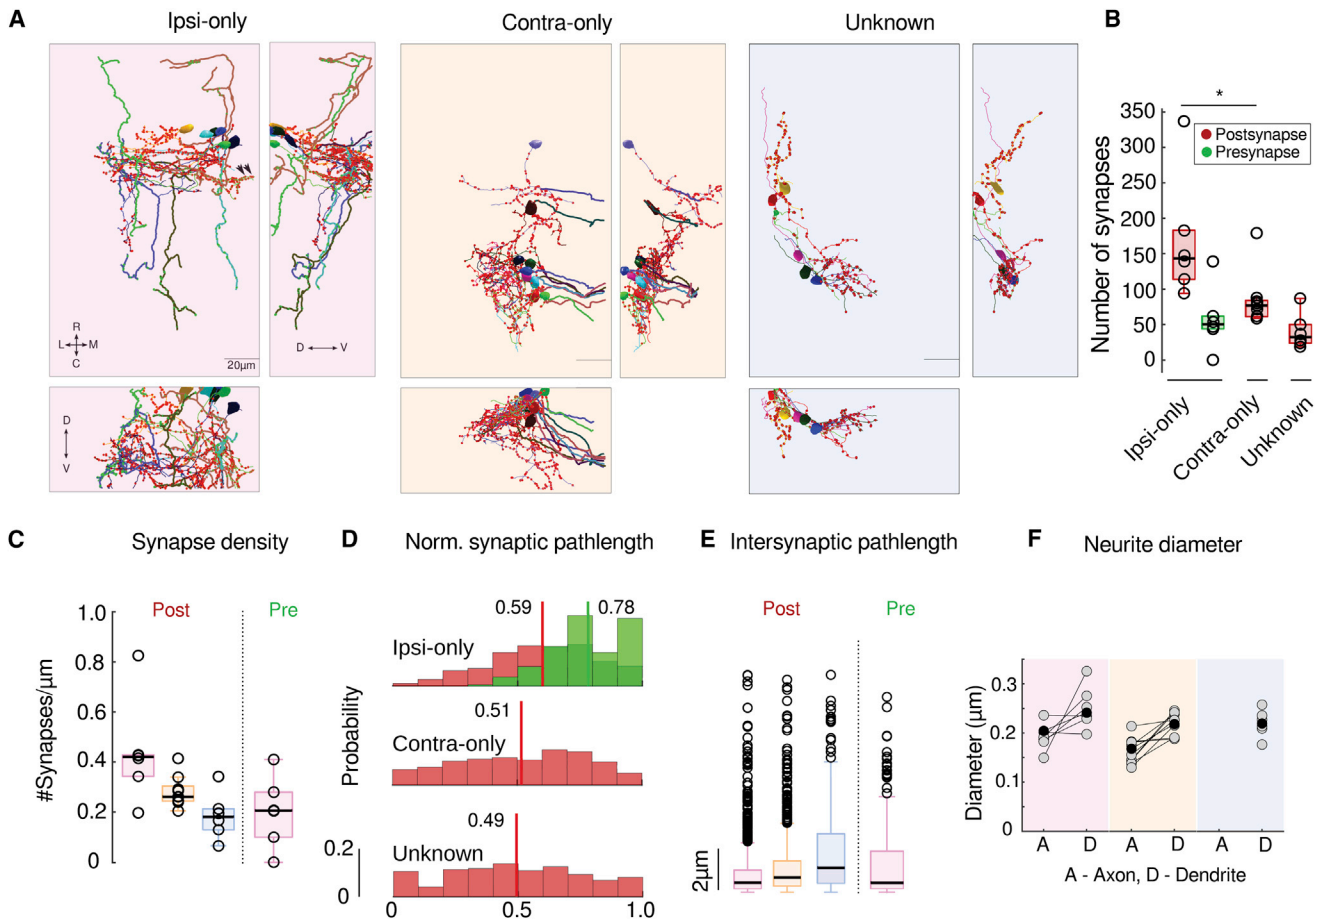 A
Ipsi-only
Contra-only
Unknown
R
L
M
C
20µm
D
V
D
V
B
Number of synapses
350
300
250
200
150
100
50
0
*
Postsynapse
Presynapse
Ipsi-only
Contra-only
Unknown
C
Synapse density
#Synapses/µm
1.0
0.8
0.6
0.4
0.2
0
Post
Pre
D
Norm. synaptic pathlength
Probability
0.59
0.78
Ipsi-only
0.51
Contra-only
0.49
Unknown
0.2
0
0
0.5
1.0
E
Intersynaptic pathlength
Post
Pre
2µm
F
Neurite diameter
Diameter (µm)
0.3
0.2
0.1
0
A
D
A
D
A
D
A - Axon, D - Dendrite